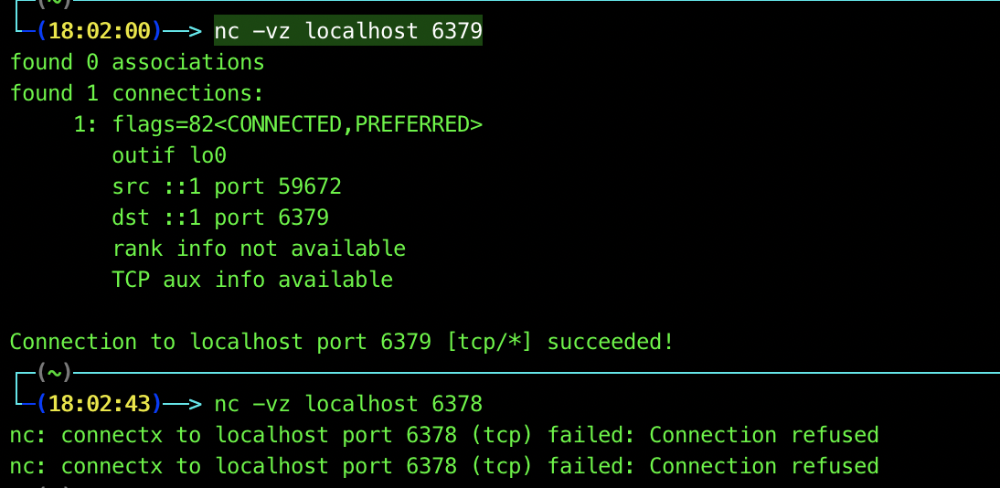 (~)
(18:02:00)—> nc -vz localhost 6379
found 0 associations
found 1 connections:
     1: flags=82<CONNECTED,PREFERRED>
        outif lo0
        src ::1 port 59672
        dst ::1 port 6379
        rank info not available
        TCP aux info available

Connection to localhost port 6379 [tcp/*] succeeded!
(~)
(18:02:43)—> nc -vz localhost 6378
nc: connectx to localhost port 6378 (tcp) failed: Connection refused
nc: connectx to localhost port 6378 (tcp) failed: Connection refused